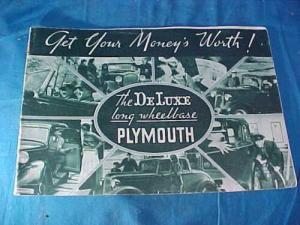 Get Your Money's Worth!
The DELUXE
long wheelbase
PLYMOUTH